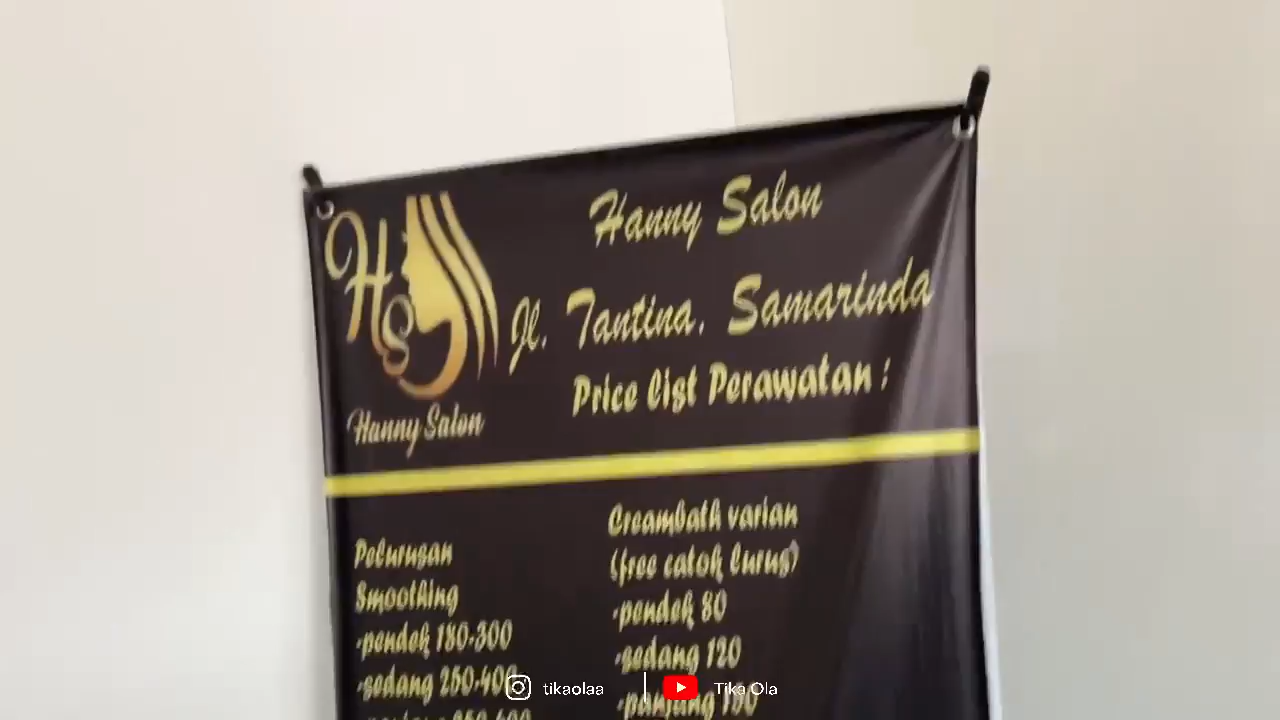 HS
Hanny Salon
Hanny Salon
Jl. Tantina. Samarinda
Price list Perawatan :
Pelurusan
Smoothing
-pendek 180-300
-sedang 250-400
Creambath varian
(free catok lurus)
-pendek 80
-sedang 120
-panjang 150
tikaolaa
Tika Ola